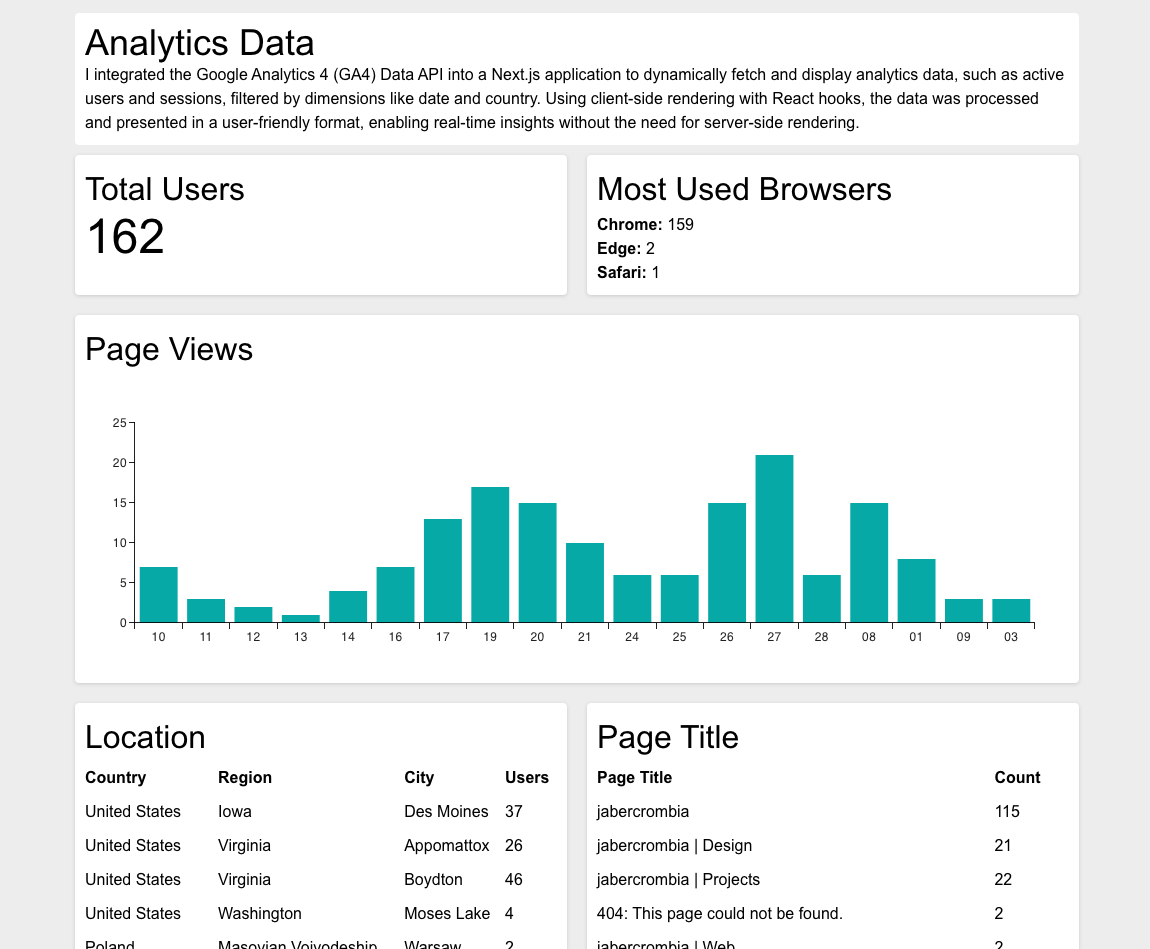 Analytics Data
I integrated the Google Analytics 4 (GA4) Data API into a Next.js application to dynamically fetch and display analytics data, such as active
users and sessions, filtered by dimensions like date and country. Using client-side rendering with React hooks, the data was processed
and presented in a user-friendly format, enabling real-time insights without the need for server-side rendering.
Total Users
162
Most Used Browsers
Chrome: 159
Edge: 2
Safari: 1
Page Views
25
20
15
10
5
0
10 11 12 13 14 16 17 19 20 21 24 25 26 27 28 08 01 09 03
Location
Country Region City Users
United States Iowa Des Moines 37
United States Virginia Appomattox 26
United States Virginia Boydton 46
United States Washington Moses Lake 4
Poland Masovian Voivodeship Warsaw 2
Page Title
Page Title Count
jabercrombia 115
jabercrombia | Design 21
jabercrombia | Projects 22
404: This page could not be found. 2
jabercrombia | Web 2